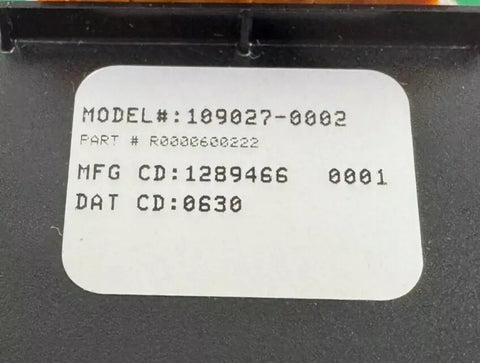 MODEL#:109027-0002
PART # R0000600222
MFG CD:1289466 0001
DAT CD:0630